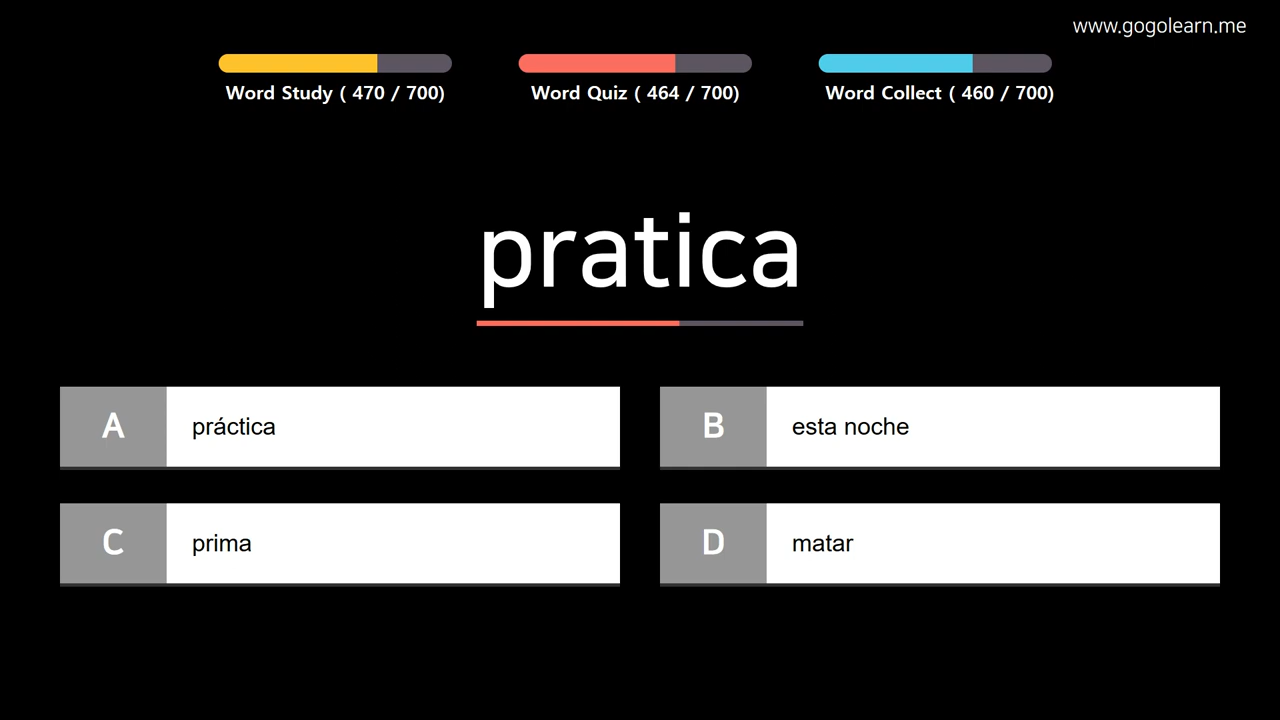 www.gogolearn.me
Word Study ( 470 / 700)
Word Quiz ( 464 / 700)
Word Collect ( 460 / 700)
pratica
A práctica
B esta noche
C prima
D matar